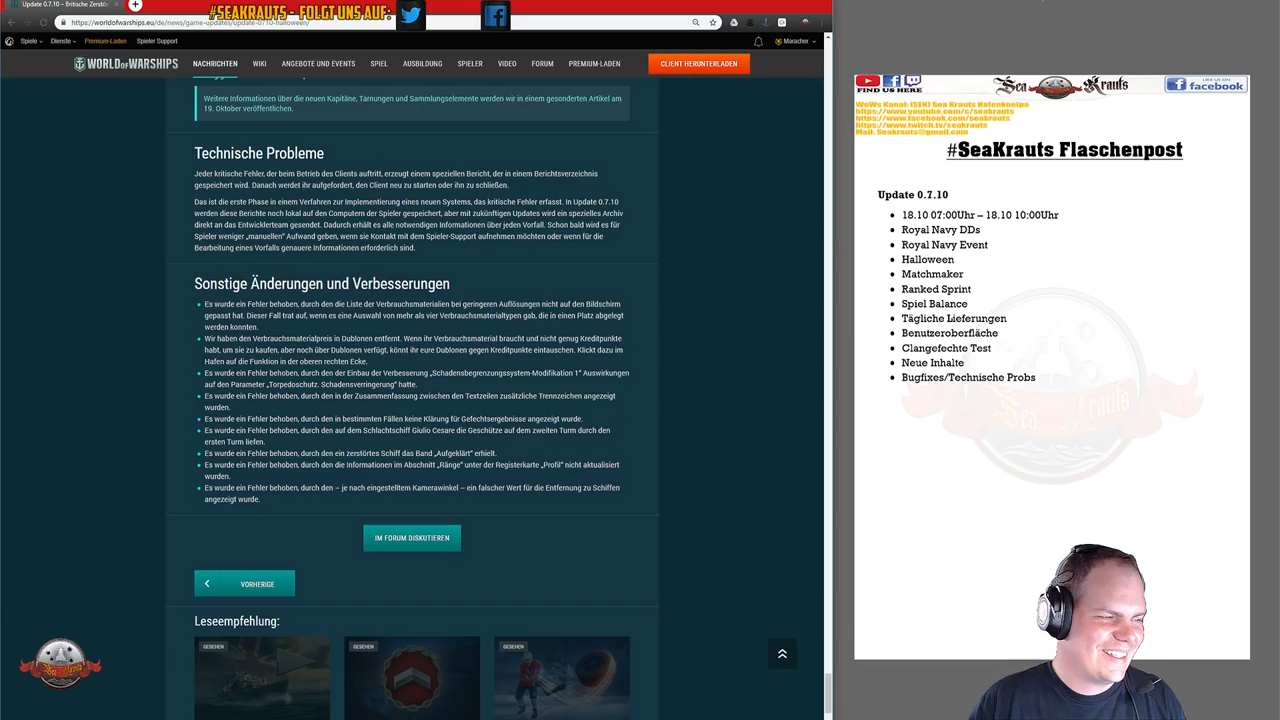 Update 0.7.10 – Britische Zerstö
#SEAKRAUTS - FOLGT UNS AUF:
https://worldofwarships.eu/de/news/game-updates/update-0710-halloween/
Spiele Dienste Premium-Laden Spieler Support
Maracher
WORLD OF WARSHIPS
NACHRICHTEN WIKI ANGEBOTE UND EVENTS SPIEL AUSBILDUNG SPIELER VIDEO FORUM PREMIUM-LADEN CLIENT HERUNTERLADEN
Weitere Informationen über die neuen Kapitäne, Tarnungen und Sammlungselemente werden wir in einem gesonderten Artikel am
19. Oktober veröffentlichen.
Technische Probleme
Jeder kritische Fehler, der beim Betrieb des Clients auftritt, erzeugt einem speziellen Bericht, der in einem Berichtsverzeichnis
gespeichert wird. Danach werdet ihr aufgefordert, den Client neu zu starten oder ihn zu schließen.
Das ist die erste Phase in einem Verfahren zur Implementierung eines neuen Systems, das kritische Fehler erfasst. In Update 0.7.10
werden diese Berichte noch lokal auf den Computern der Spieler gespeichert, aber mit zukünftigen Updates wird ein spezielles Archiv
direkt an das Entwicklerteam gesendet. Dadurch erhält es alle notwendigen Informationen über jeden Vorfall. Schon bald wird es für
Spieler weniger „manuellen" Aufwand geben, wenn sie Kontakt mit dem Spieler-Support aufnehmen möchten oder wenn für die
Bearbeitung eines Vorfalls genauere Informationen erforderlich sind.
Sonstige Änderungen und Verbesserungen
Es wurde ein Fehler behoben, durch den die Liste der Verbrauchsmaterialien bei geringeren Auflösungen nicht auf den Bildschirm
gepasst hat. Dieser Fall trat auf, wenn es eine Auswahl von mehr als vier Verbrauchsmaterialtypen gab, die in einen Platz abgelegt
werden konnten.
Wir haben den Verbrauchsmaterialpreis in Dublonen entfernt. Wenn ihr Verbrauchsmaterial braucht und nicht genug Kreditpunkte
habt, um sie zu kaufen, aber noch über Dublonen verfügt, könnt ihr eure Dublonen gegen Kreditpunkte eintauschen. Klickt dazu im
Hafen auf die Funktion in der oberen rechten Ecke.
Es wurde ein Fehler behoben, durch den der Einbau der Verbesserung „Schadensbegrenzungssystem-Modifikation 1" Auswirkungen
auf den Parameter „Torpedoschutz. Schadensverringerung" hatte.
Es wurde ein Fehler behoben, durch den in der Zusammenfassung zwischen den Textzeilen zusätzliche Trennzeichen angezeigt
wurden.
Es wurde ein Fehler behoben, durch den in bestimmten Fällen keine Klärung für Gefechtsergebnisse angezeigt wurde.
Es wurde ein Fehler behoben, durch den auf dem Schlachtschiff Giulio Cesare die Geschütze auf dem zweiten Turm durch den
ersten Turm liefen.
Es wurde ein Fehler behoben, durch den ein zerstörtes Schiff das Band „Aufgeklärt" erhielt.
Es wurde ein Fehler behoben, durch den die Informationen im Abschnitt „Ränge" unter der Registerkarte „Profil" nicht aktualisiert
wurden.
Es wurde ein Fehler behoben, durch den – je nach eingestelltem Kamerawinkel – ein falscher Wert für die Entfernung zu Schiffen
angezeigt wurde.
IM FORUM DISKUTIEREN
VORHERIGE
Leseempfehlung:
GESEHEN GESEHEN GESEHEN
Sea Krauts
FIND US HERE
Sea Krauts
LIKE US ON
facebook
WoWs Kanal: [SEK] Sea Krauts Hafenkneipe
https://www.youtube.com/c/seakrauts
https://www.facebook.com/seakrauts
https://www.twitch.tv/seakrauts
Mail: Seakrauts@gmail.com
#SeaKrauts Flaschenpost
Update 0.7.10
18.10 07:00Uhr – 18.10 10:00Uhr
Royal Navy DDs
Royal Navy Event
Halloween
Matchmaker
Ranked Sprint
Spiel Balance
Tägliche Lieferungen
Benutzeroberfläche
Clangefechte Test
Neue Inhalte
Bugfixes/Technische Probs
Sea Krauts